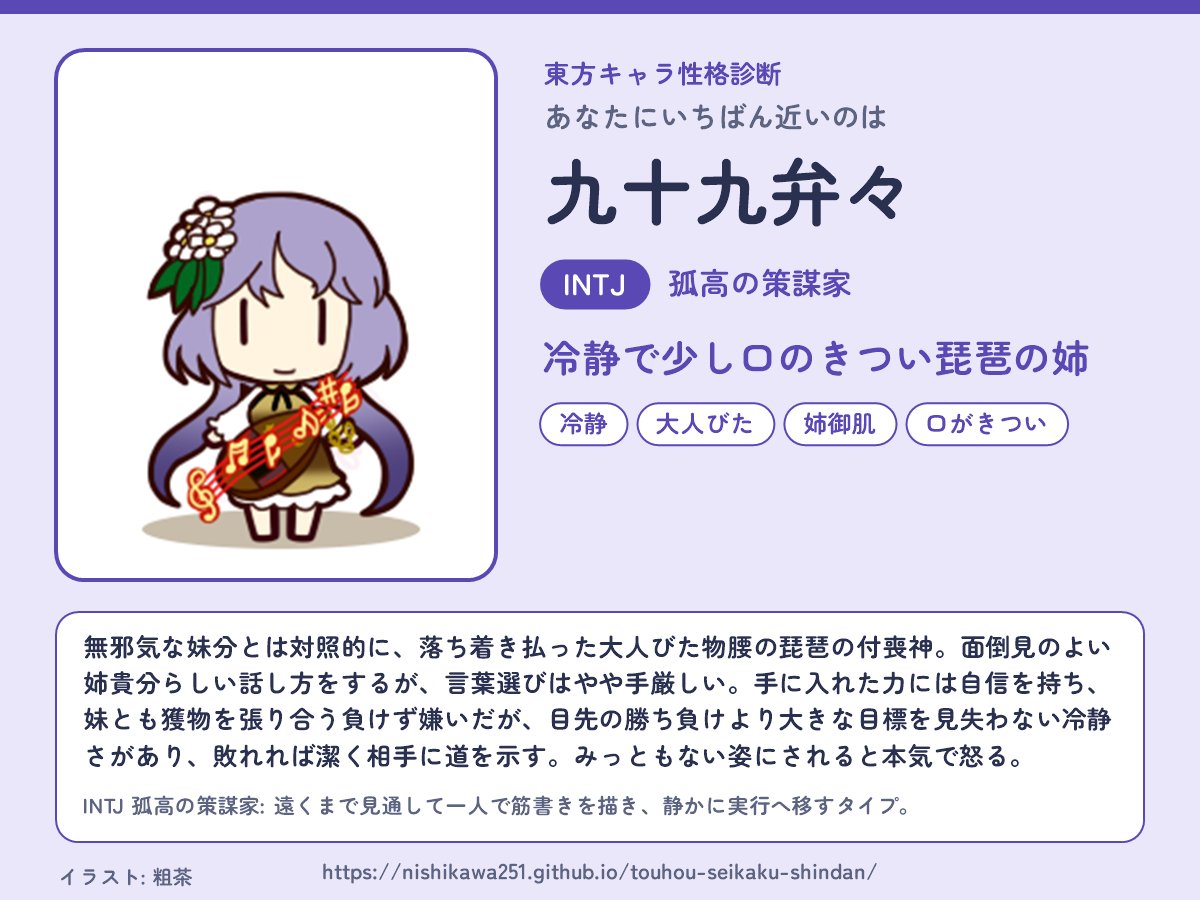 東方キャラ性格診断
あなたにいちばん近いのは
九十九弁々
INTJ 孤高の策謀家
冷静で少し口のきつい琵琶の姉
冷静 大人びた 姉御肌 口がきつい
無邪気な妹分とは対照的に、落ち着き払った大人びた物腰の琵琶の付喪神。面倒見のよい
姉貴分らしい話し方をするが、言葉選びはやや手厳しい。手に入れた力には自信を持ち、
妹とも獲物を張り合う負けず嫌いだが、目先の勝ち負けより大きな目標を見失わない冷静
さがあり、敗れれば潔く相手に道を示す。みっともない姿にされると本気で怒る。
INTJ 孤高の策謀家: 遠くまで見通して一人で筋書きを描き、静かに実行へ移すタイプ。
イラスト: 粗茶
https://nishikawa251.github.io/touhou-seikaku-shindan/